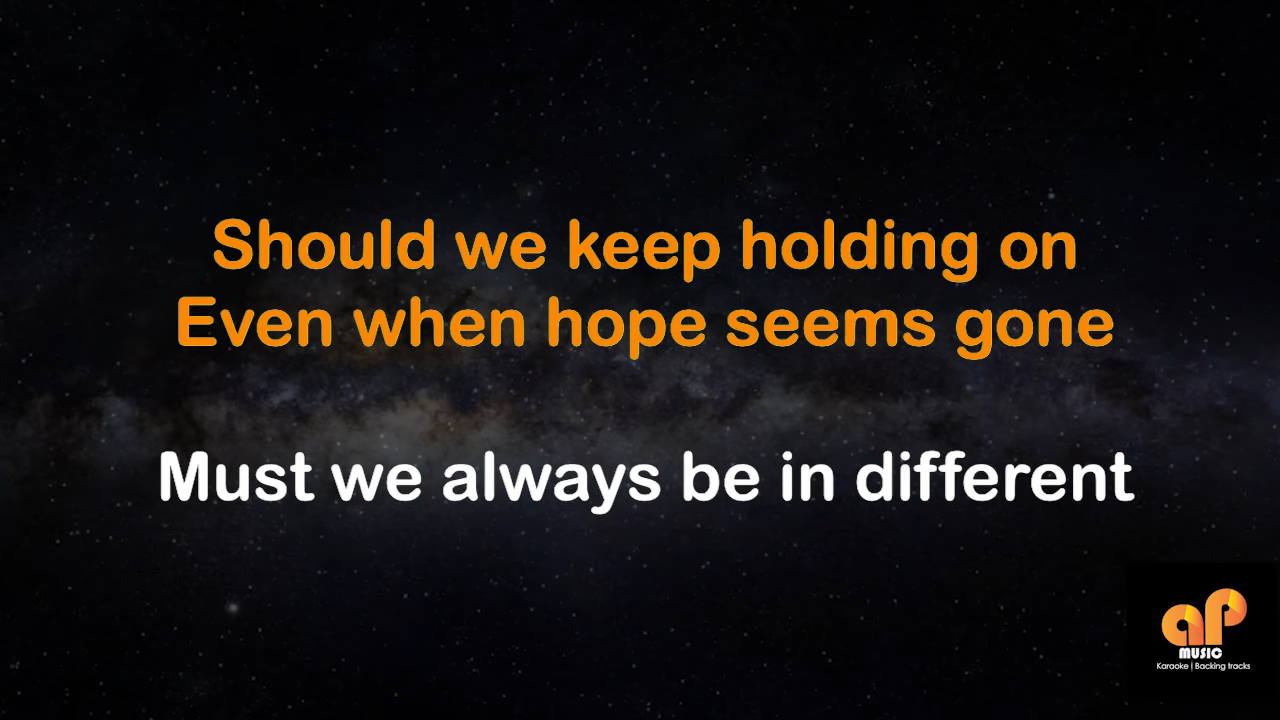 Should we keep holding on
Even when hope seems gone
Must we always be in different
ap
MUSIC
Karaoke | Backing tracks